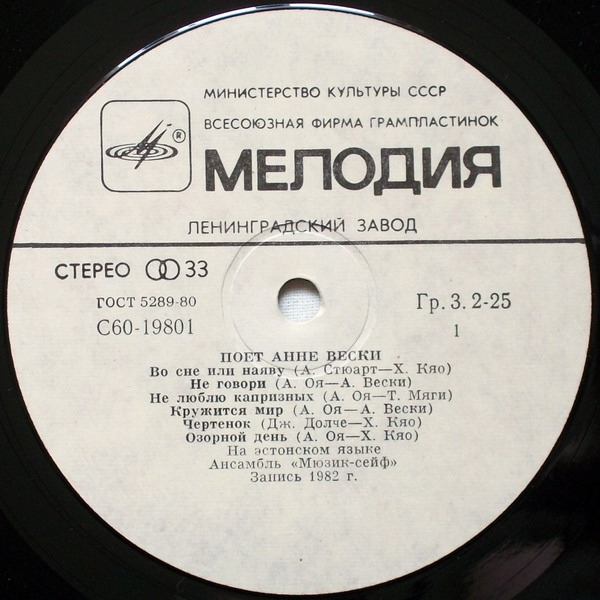 МИНИСТЕРСТВО КУЛЬТУРЫ СССР
ВСЕСОЮЗНАЯ ФИРМА ГРАМПЛАСТИНОК
®
МЕЛОДИЯ
ЛЕНИНГРАДСКИЙ ЗАВОД
СТЕРЕО 33
ГОСТ 5289-80
Гр. 3. 2-25
С60-19801
1
ПОЕТ АННЕ ВЕСКИ
Во сне или наяву (А. Стюарт—Х. Кяо)
Не говори (А. Оя—А. Вески)
Не люблю капризных (А. Оя—Т. Мяги)
Кружится мир (А. Оя—А. Вески)
Чертенок (Дж. Долче—Х. Кяо)
Озорной день (А. Оя—Х. Кяо)
На эстонском языке
Ансамбль «Мюзик-сейф»
Запись 1982 г.